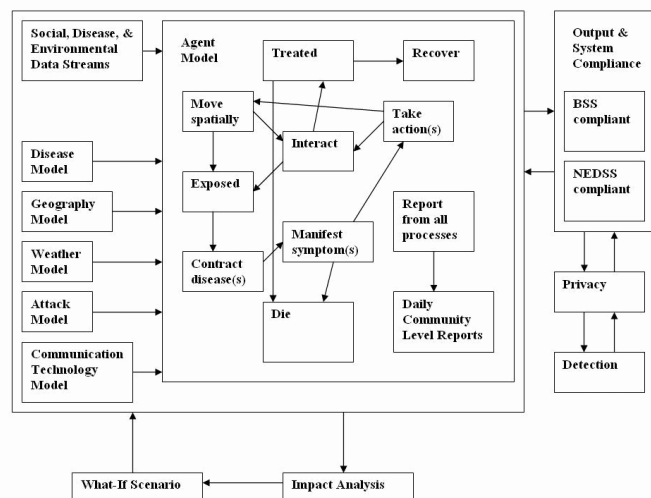 Social, Disease, &
Environmental
Data Streams
Disease
Model
Geography
Model
Weather
Model
Attack
Model
Communication
Technology
Model
Agent
Model
Treated
Recover
Move
spatially
Interact
Take
action(s)
Exposed
Contract
disease(s)
Manifest
symptom(s)
Report
from all
processes
Die
Daily
Community
Level Reports
Output &
System
Compliance
BSS
compliant
NEDSS
compliant
Privacy
Detection
What-If Scenario
Impact Analysis